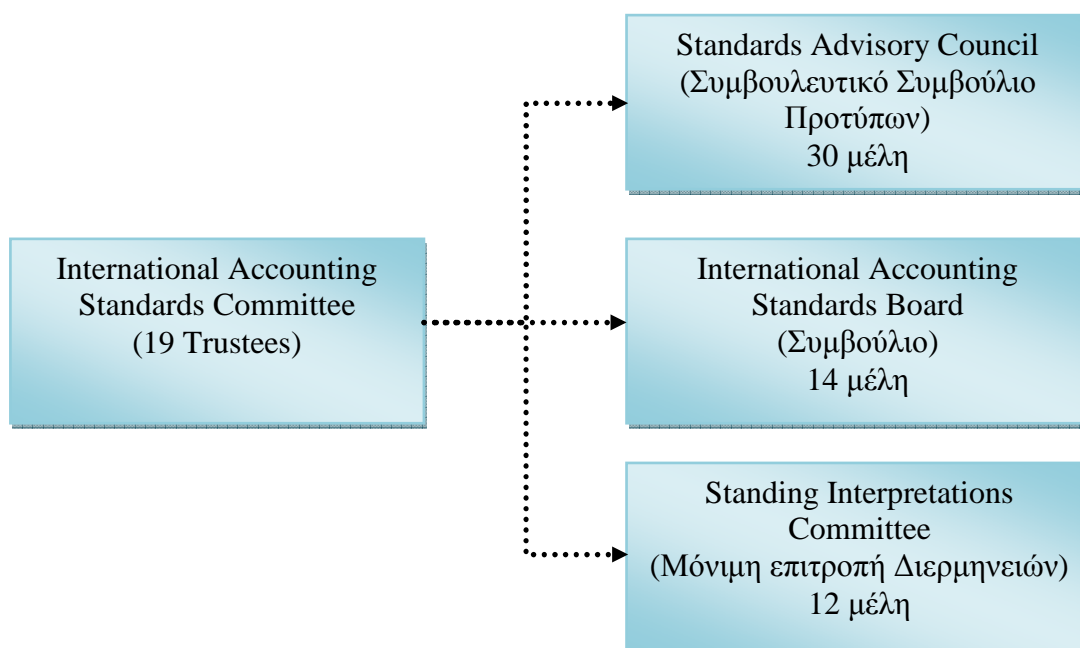 Standards Advisory Council
(Συμβουλευτικό Συμβούλιο
Προτύπων)
30 μέλη
International Accounting
Standards Committee
(19 Trustees)
International Accounting
Standards Board
(Συμβούλιο)
14 μέλη
Standing Interpretations
Committee
(Μόνιμη επιτροπή Διερμηνειών)
12 μέλη